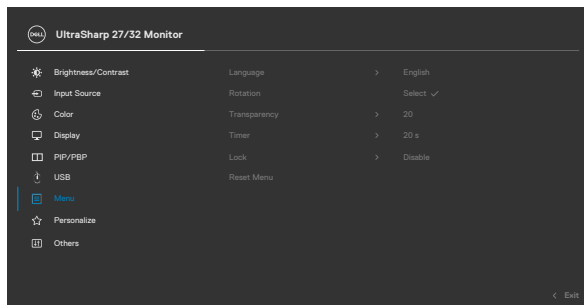 DELL UltraSharp 27/32 Monitor
Brightness/Contrast Language > English
Input Source Rotation Select ✓
Color Transparency > 20
Display Timer > 20 s
PIP/PBP Lock > Disable
USB Reset Menu
Menu
Personalize
Others
< Exit